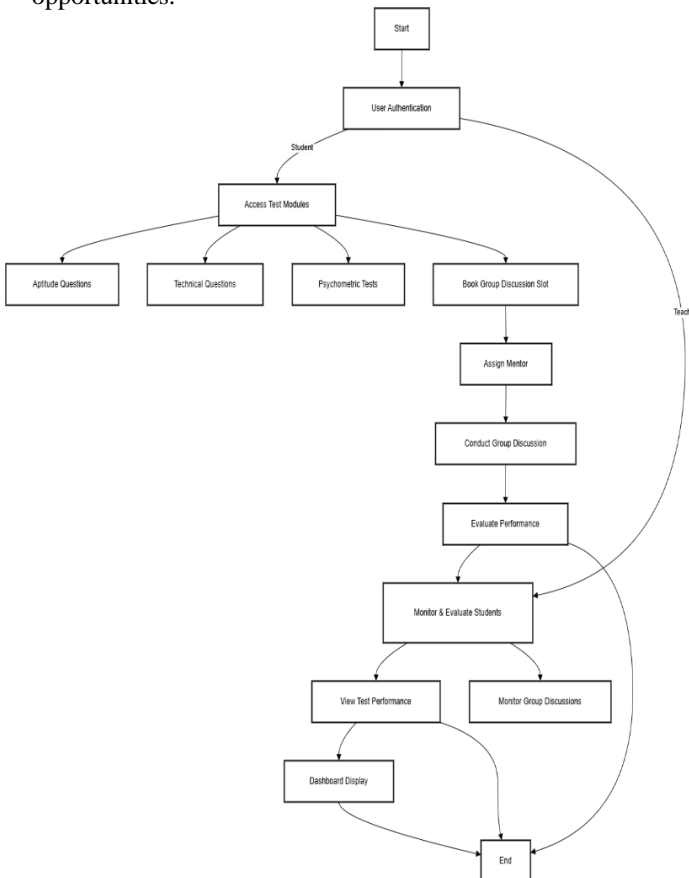 opportunities.
Start
User Authentication
Student
Access Test Modules
Aptitude Questions
Technical Questions
Psychometric Tests
Book Group Discussion Slot
Teach
Assign Mentor
Conduct Group Discussion
Evaluate Performance
Monitor & Evaluate Students
View Test Performance
Monitor Group Discussions
Dashboard Display
End